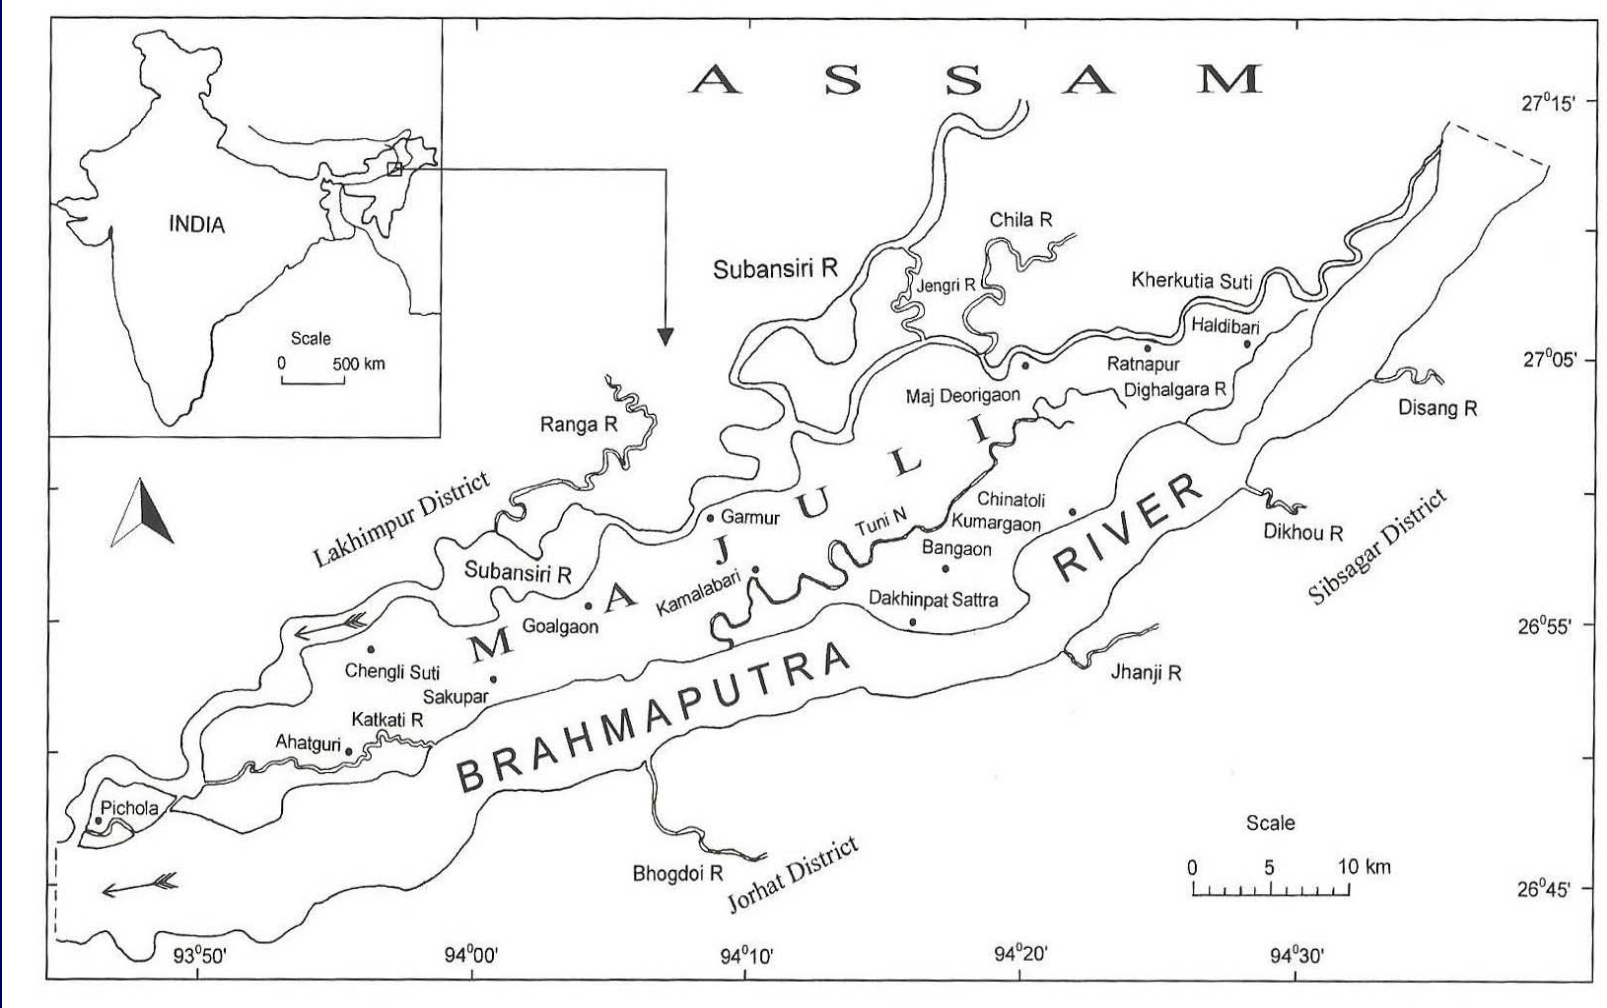 A S S A M
27°15'
INDIA
Scale
0 500 km
Chila R
Subansiri R
Jengri R
Kherkutia Suti
Haldibari
Ratnapur
27°05'
Maj Deorigaon
Dighalgara R
Disang R
Ranga R
Lakhimpur District
M A J U L I
Garmur
Tuni N
Chinatoli
Kumargaon
Bangaon
Dikhou R
Sibsagar District
Subansiri R
Kamalabari
Goalgaon
Dakhinpat Sattra
26°55'
Chengli Suti
Sakupar
Jhanji R
Katkati R
Ahatguri
BRAHMAPUTRA RIVER
Pichola
Bhogdoi R
Jorhat District
Scale
0 5 10 km
26°45'
93°50' 94°00' 94°10' 94°20' 94°30'